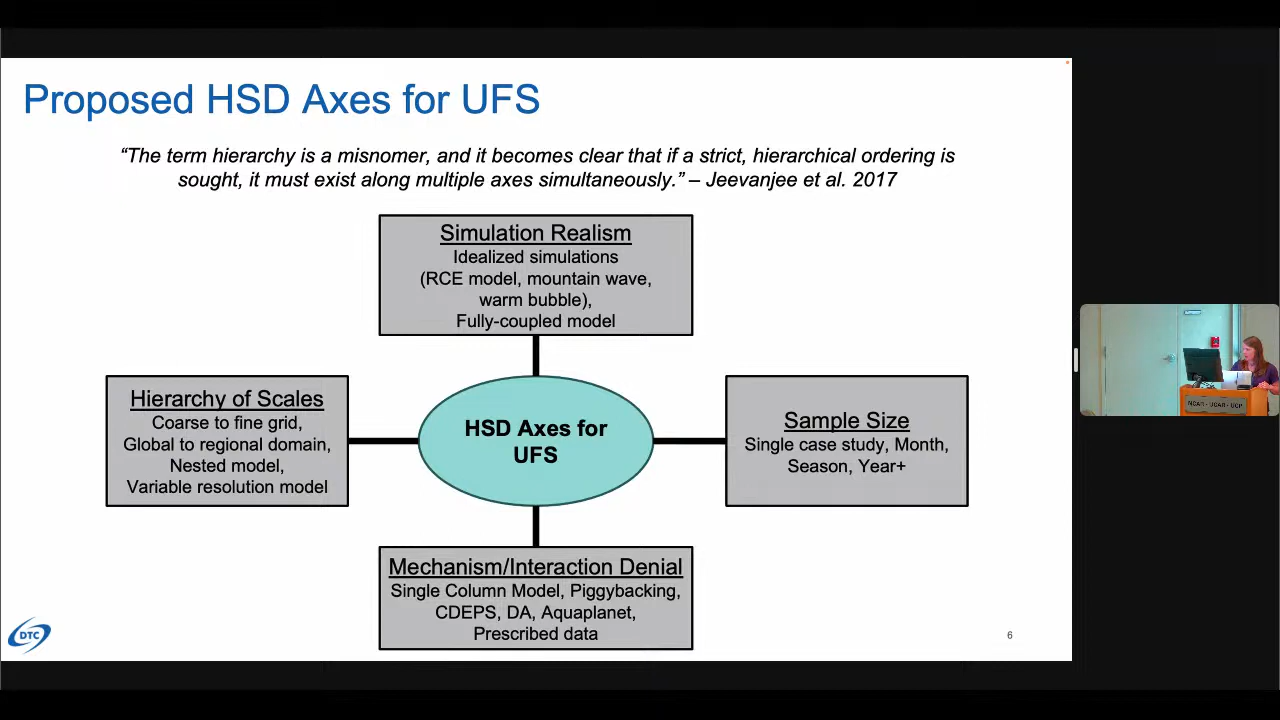 Proposed HSD Axes for UFS
“The term hierarchy is a misnomer, and it becomes clear that if a strict, hierarchical ordering is
sought, it must exist along multiple axes simultaneously.” – Jeevanjee et al. 2017
Simulation Realism
Idealized simulations
(RCE model, mountain wave,
warm bubble),
Fully-coupled model
Hierarchy of Scales
Coarse to fine grid,
Global to regional domain,
Nested model,
Variable resolution model
HSD Axes for
UFS
Sample Size
Single case study, Month,
Season, Year+
Mechanism/Interaction Denial
Single Column Model, Piggybacking,
CDEPS, DA, Aquaplanet,
Prescribed data
DTC
6
NCAR - UCAR - UCP